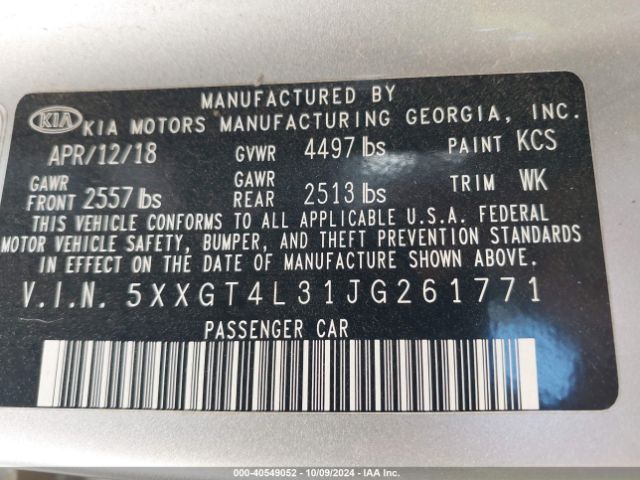 MANUFACTURED BY
KIA KIA MOTORS MANUFACTURING GEORGIA, INC.
APR/12/18 GVWR 4497 lbs PAINT KCS
GAWR FRONT 2557 lbs GAWR REAR 2513 lbs TRIM WK
THIS VEHICLE CONFORMS TO ALL APPLICABLE U.S.A. FEDERAL
MOTOR VEHICLE SAFETY, BUMPER, AND THEFT PREVENTION STANDARDS
IN EFFECT ON THE DATE OF MANUFACTURE SHOWN ABOVE.
V.I.N. 5XXGT4L31JG261771
PASSENGER CAR
000-40549052 - 10/09/2024 - IAA Inc.